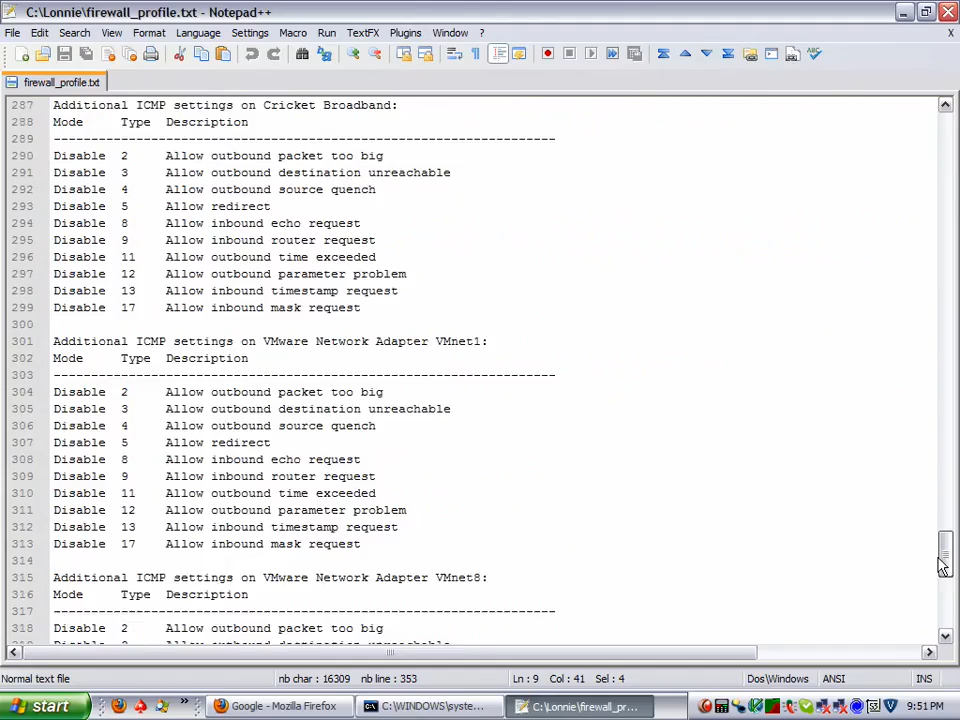 C:\Lonnie\firewall_profile.txt - Notepad++
File Edit Search View Format Language Settings Macro Run TextFX Plugins Window ? X
firewall_profile.txt
287 Additional ICMP settings on Cricket Broadband:
288 Mode Type Description
289 -------------------------------------------------------------------
290 Disable 2 Allow outbound packet too big
291 Disable 3 Allow outbound destination unreachable
292 Disable 4 Allow outbound source quench
293 Disable 5 Allow redirect
294 Disable 8 Allow inbound echo request
295 Disable 9 Allow inbound router request
296 Disable 11 Allow outbound time exceeded
297 Disable 12 Allow outbound parameter problem
298 Disable 13 Allow inbound timestamp request
299 Disable 17 Allow inbound mask request
300
301 Additional ICMP settings on VMware Network Adapter VMnet1:
302 Mode Type Description
303 -------------------------------------------------------------------
304 Disable 2 Allow outbound packet too big
305 Disable 3 Allow outbound destination unreachable
306 Disable 4 Allow outbound source quench
307 Disable 5 Allow redirect
308 Disable 8 Allow inbound echo request
309 Disable 9 Allow inbound router request
310 Disable 11 Allow outbound time exceeded
311 Disable 12 Allow outbound parameter problem
312 Disable 13 Allow inbound timestamp request
313 Disable 17 Allow inbound mask request
314
315 Additional ICMP settings on VMware Network Adapter VMnet8:
316 Mode Type Description
317 -------------------------------------------------------------------
318 Disable 2 Allow outbound packet too big
Normal text file nb char : 16309 nb line : 353 Ln : 9 Col : 41 Sel : 4 Dos\Windows ANSI INS
start Google - Mozilla Firefox C:\WINDOWS\syste... C:\Lonnie\firewall_pr... 9:51 PM